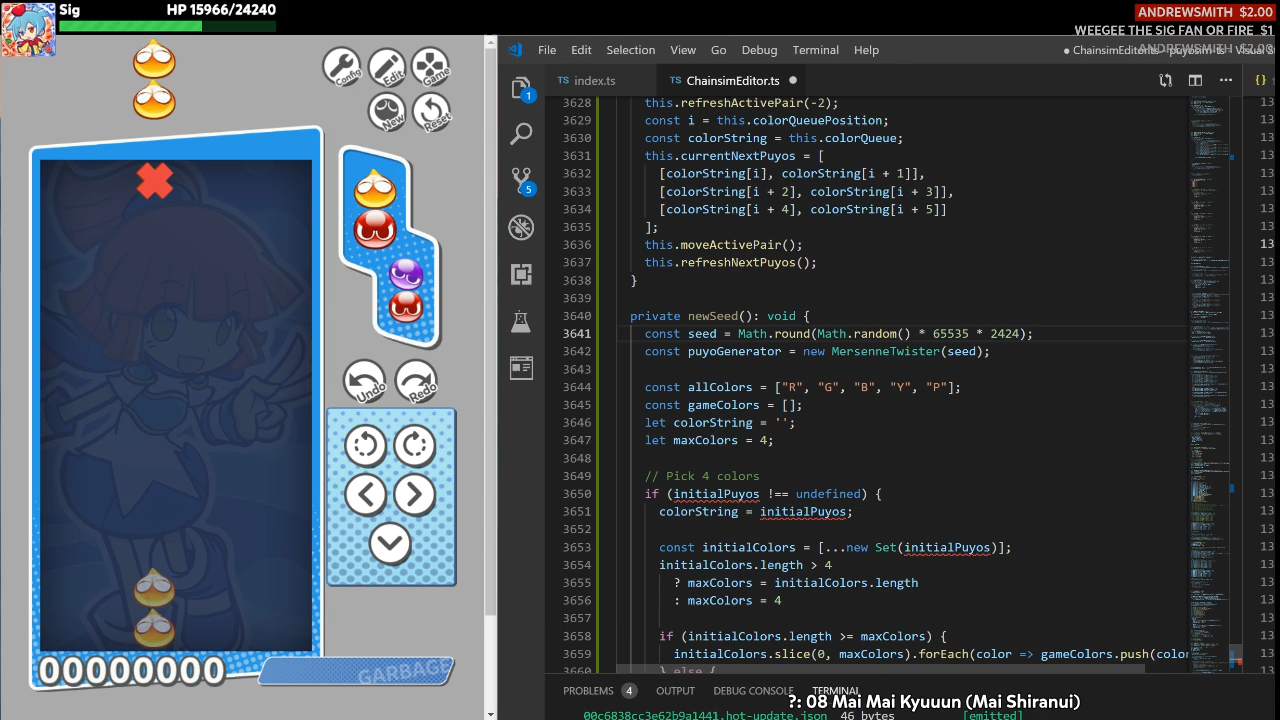 Sig HP 15966/24240
ANDREWSMITH $2.00
WEEGEE THE SIG FAN OR FIRE $1
ANDREWSMITH $2.00
Config
Edit
Game
New
Reset
Undo
Redo
000000000
GARBAGE
File Edit Selection View Go Debug Terminal Help
index.ts
ChainsimEditor.ts
1
5
3628 this.refreshActivePair(-2);
3629 const i = this.colorQueuePosition;
3630 const colorString = this.colorQueue;
3631 this.currentNextPuyos = [
3632 [colorString[i], colorString[i + 1]],
3633 [colorString[i + 2], colorString[i + 3]],
3634 [colorString[i + 4], colorString[i + 5]]
3635 ];
3636 this.moveActivePair();
3637 this.refreshNextPuyos();
3638 }
3639
3640 private newSeed(): void {
3641 const seed = Math.round(Math.random() * 65535 * 2424);
3642 const puyoGenerator = new MersenneTwister(seed);
3643
3644 const allColors = ["R", "G", "B", "Y", "P"];
3645 const gameColors = [];
3646 let colorString = '';
3647 let maxColors = 4;
3648
3649 // Pick 4 colors
3650 if (initialPuyos !== undefined) {
3651 colorString = initialPuyos;
3652
3653 const initialColors = [...new Set(initialPuyos)];
3654 initialColors.length > 4
3655 ? maxColors = initialColors.length
3656 : maxColors = 4
3657
3658 if (initialColors.length >= maxColors)
3659 initialColors.slice(0, maxColors).forEach(color => gameColors.push(color
3660 } else {
PROBLEMS 4 OUTPUT DEBUG CONSOLE TERMINAL
?: 08 Mai Mai Kyuuun (Mai Shiranui)
00c6838cc3e62b9a1441.hot-update.json 46 bytes [emitted]